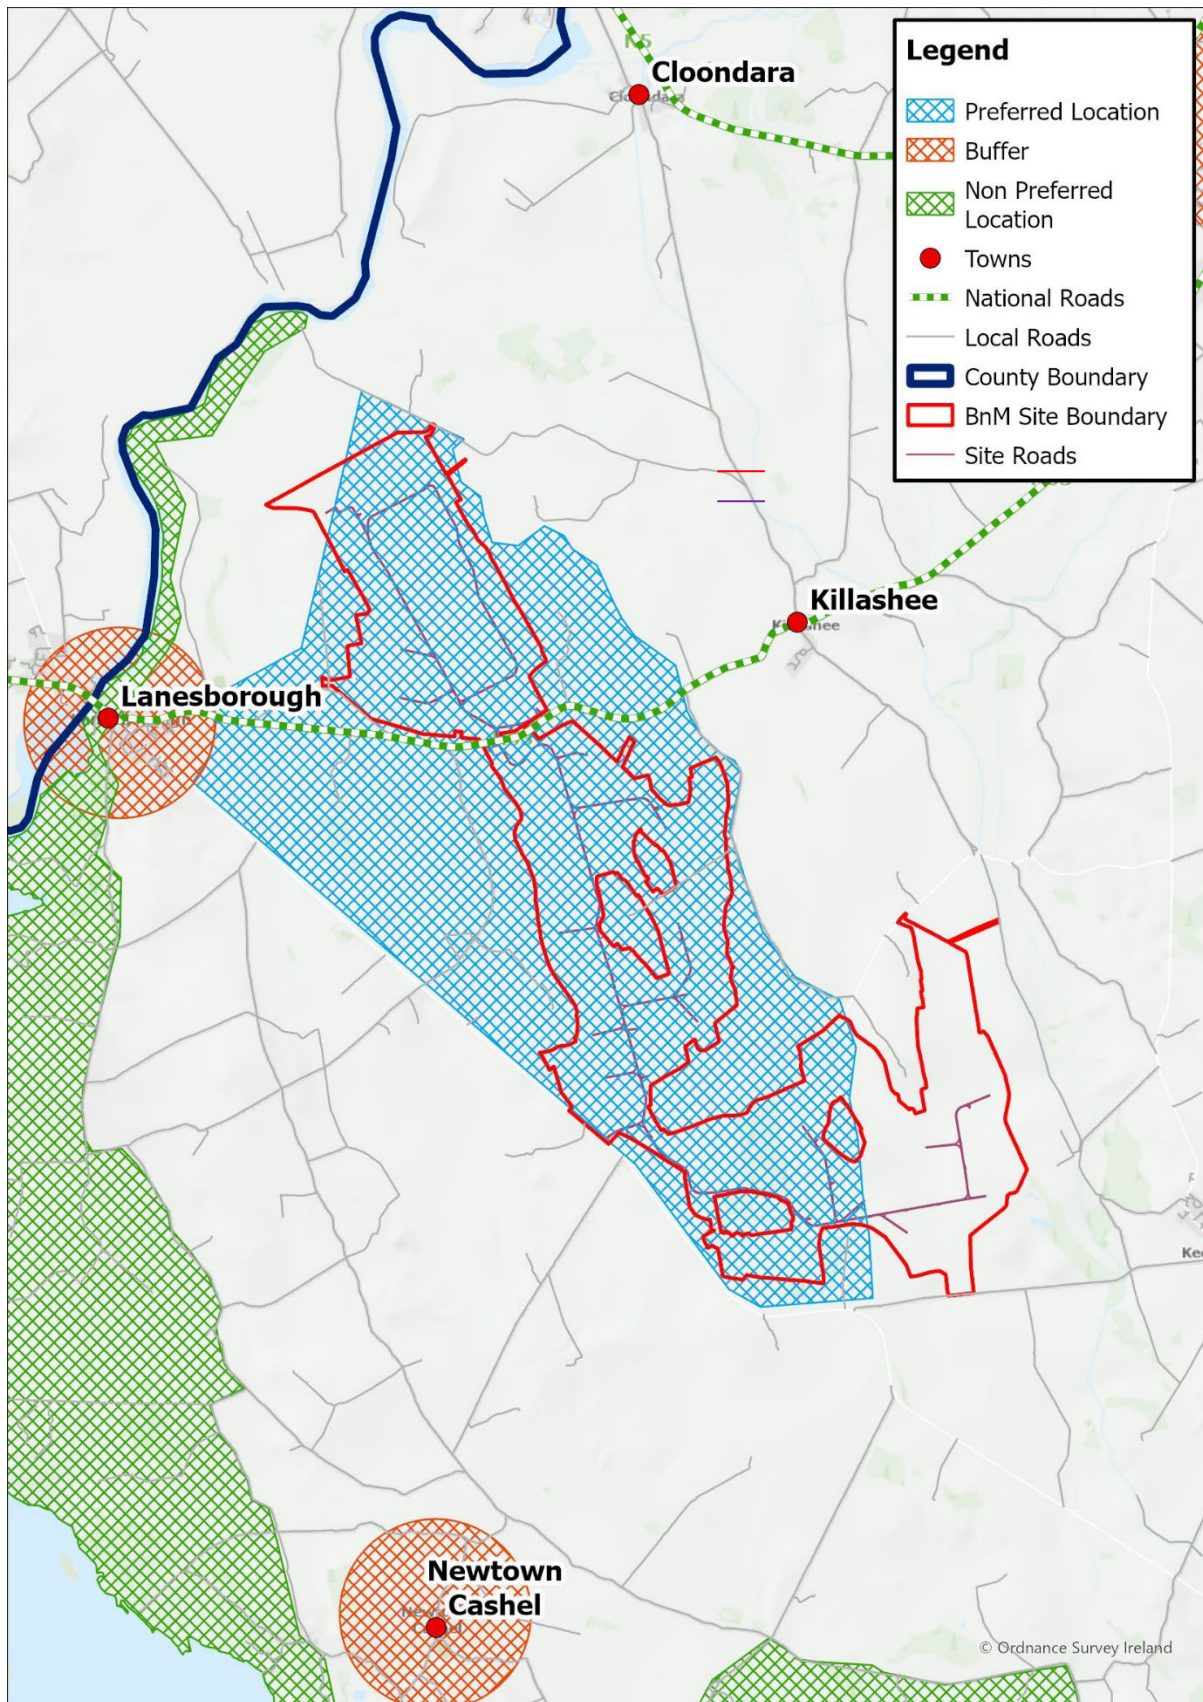 Legend
Preferred Location
Buffer
Non Preferred
Location
Towns
National Roads
Local Roads
County Boundary
BnM Site Boundary
Site Roads
Cloondara
Killashee
Lanesborough
Newtown
Cashel
© Ordnance Survey Ireland